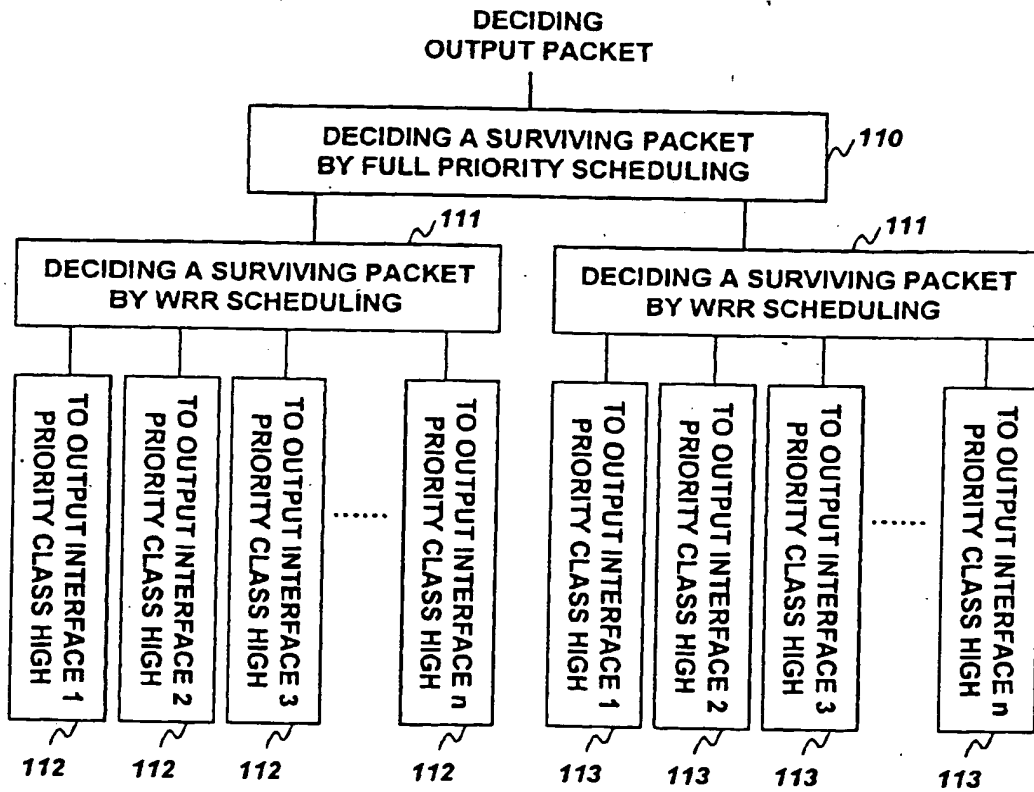 DECIDING
OUTPUT PACKET
DECIDING A SURVIVING PACKET
BY FULL PRIORITY SCHEDULING
110
111
111
DECIDING A SURVIVING PACKET
BY WRR SCHEDULING
DECIDING A SURVIVING PACKET
BY WRR SCHEDULING
TO OUTPUT INTERFACE 1
PRIORITY CLASS HIGH
TO OUTPUT INTERFACE 2
PRIORITY CLASS HIGH
TO OUTPUT INTERFACE 3
PRIORITY CLASS HIGH
........
TO OUTPUT INTERFACE n
PRIORITY CLASS HIGH
TO OUTPUT INTERFACE 1
PRIORITY CLASS HIGH
TO OUTPUT INTERFACE 2
PRIORITY CLASS HIGH
TO OUTPUT INTERFACE 3
PRIORITY CLASS HIGH
........
TO OUTPUT INTERFACE n
PRIORITY CLASS HIGH
112
112
112
112
113
113
113
113